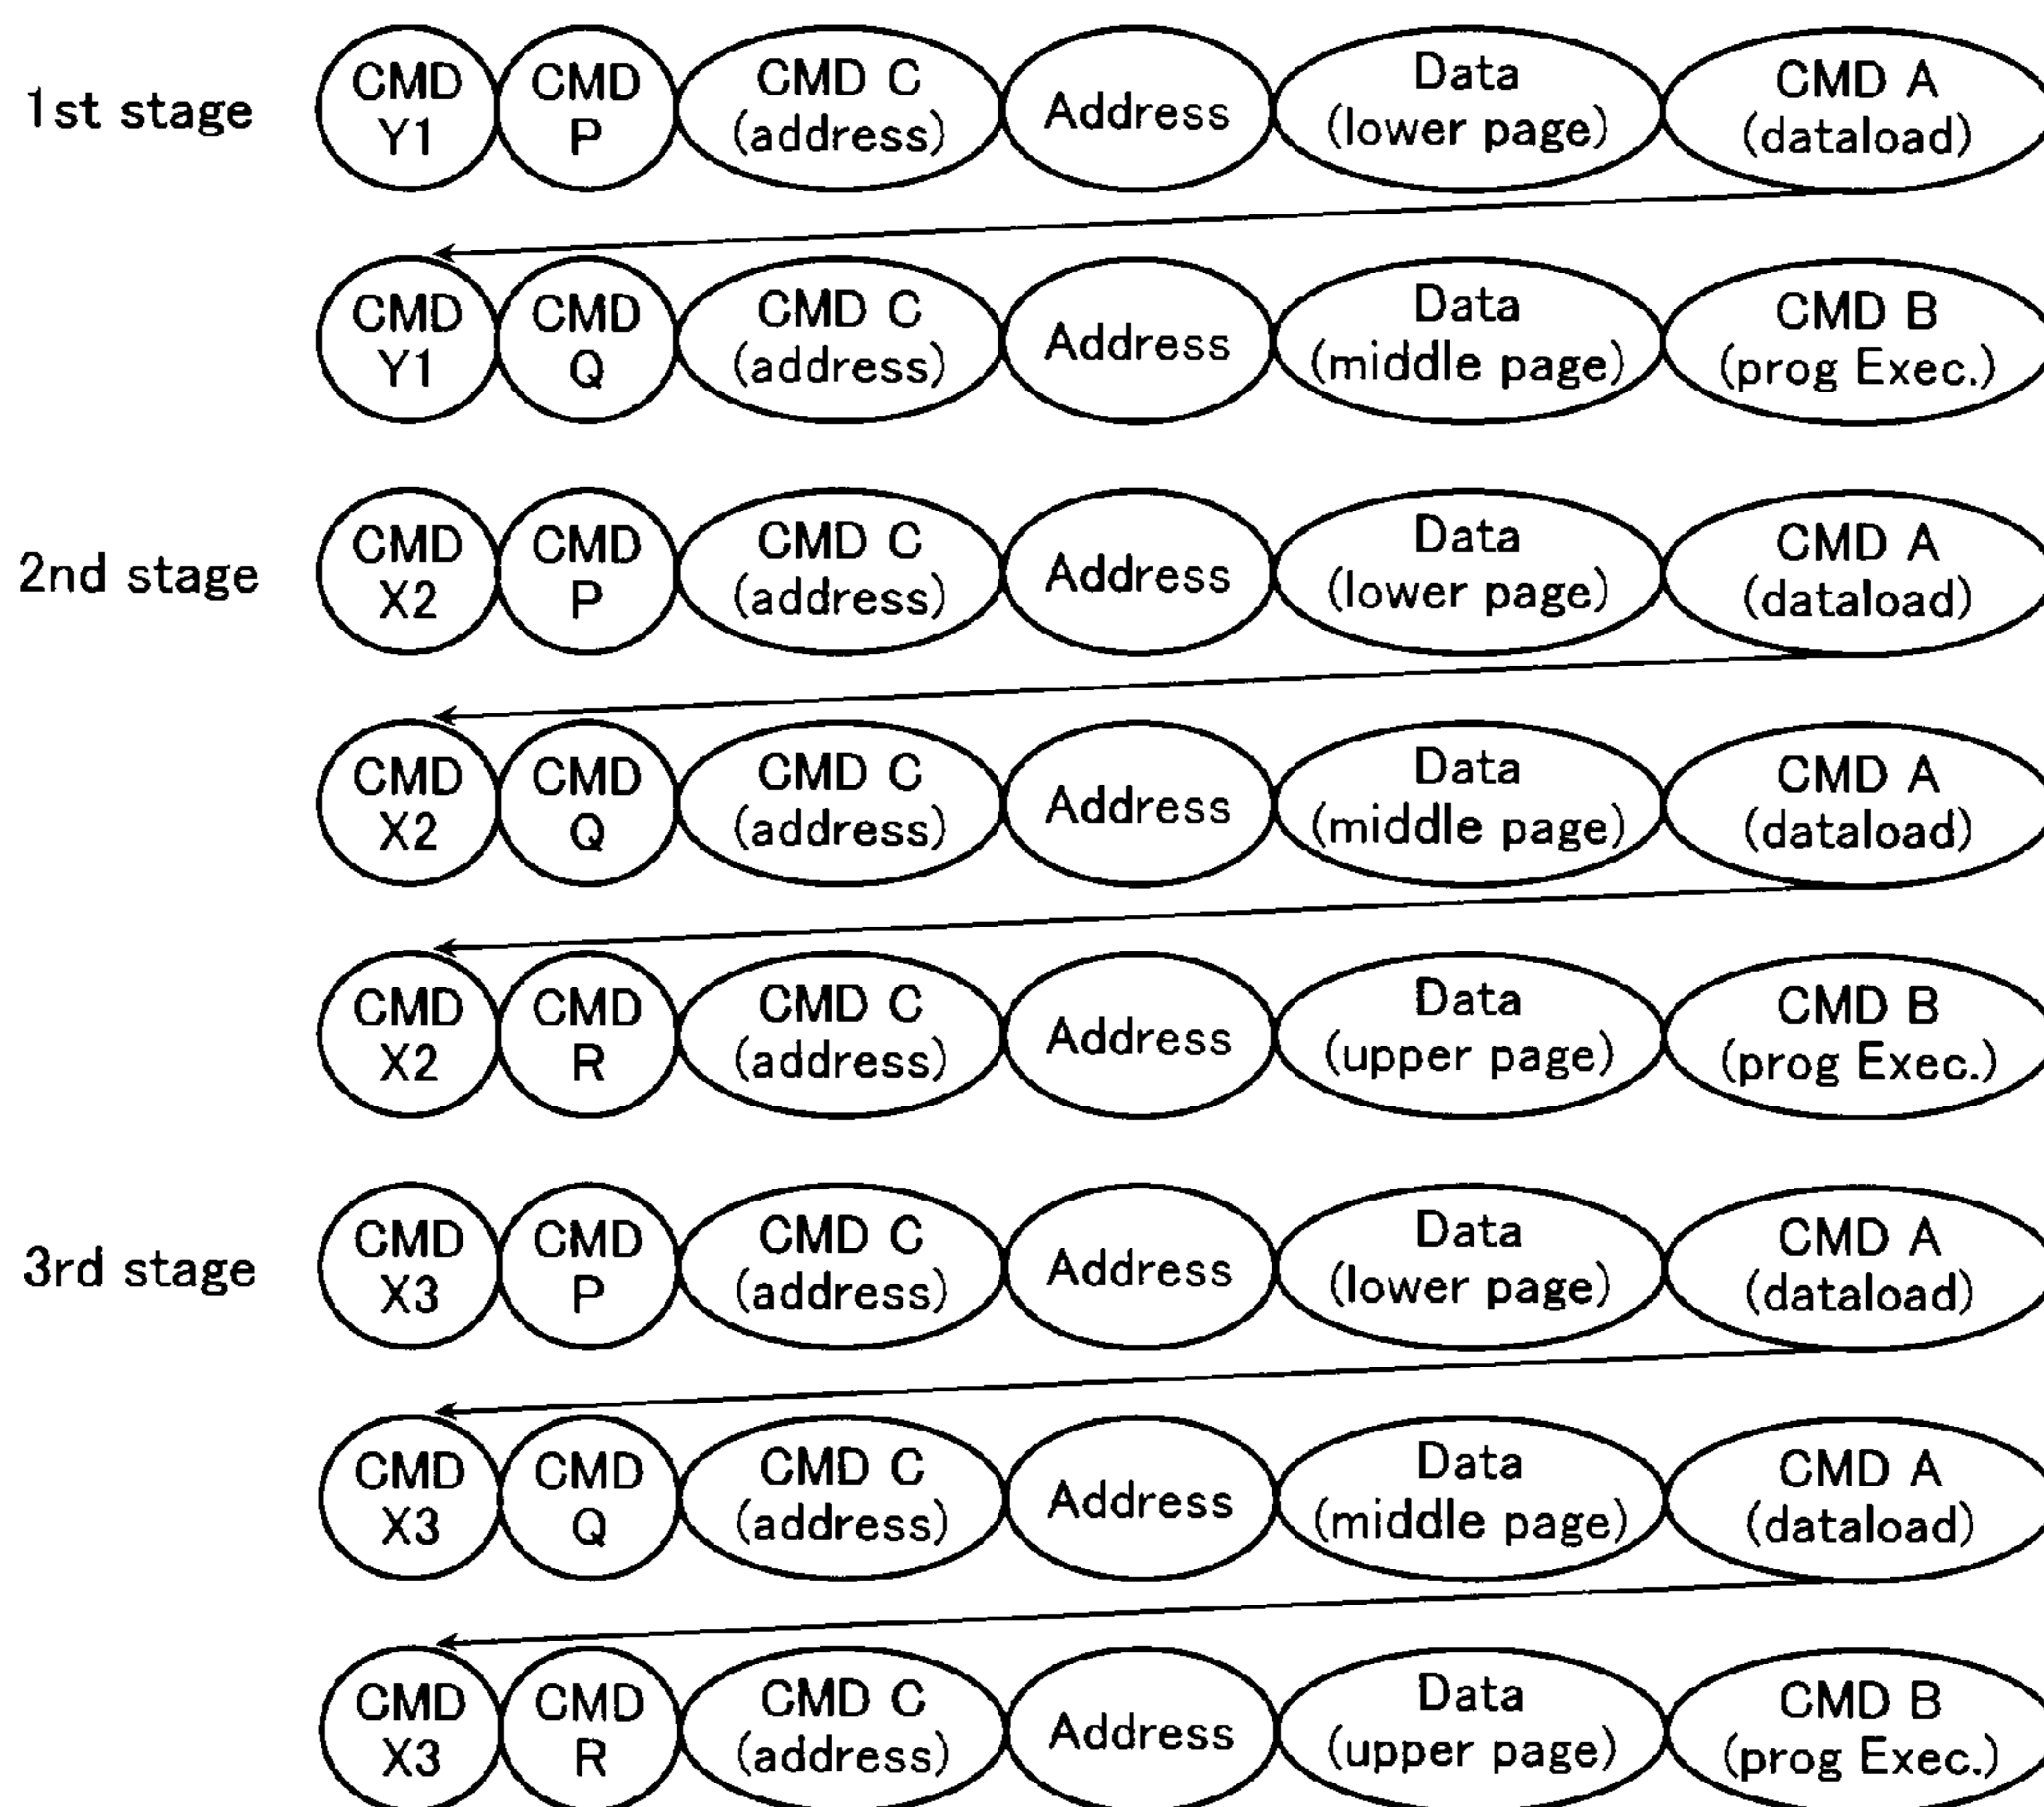 1st stage CMD Y1 CMD P CMD C (address) Address Data (lower page) CMD A (dataload)
CMD Y1 CMD Q CMD C (address) Address Data (middle page) CMD B (prog Exec.)
2nd stage CMD X2 CMD P CMD C (address) Address Data (lower page) CMD A (dataload)
CMD X2 CMD Q CMD C (address) Address Data (middle page) CMD A (dataload)
CMD X2 CMD R CMD C (address) Address Data (upper page) CMD B (prog Exec.)
3rd stage CMD X3 CMD P CMD C (address) Address Data (lower page) CMD A (dataload)
CMD X3 CMD Q CMD C (address) Address Data (middle page) CMD A (dataload)
CMD X3 CMD R CMD C (address) Address Data (upper page) CMD B (prog Exec.)